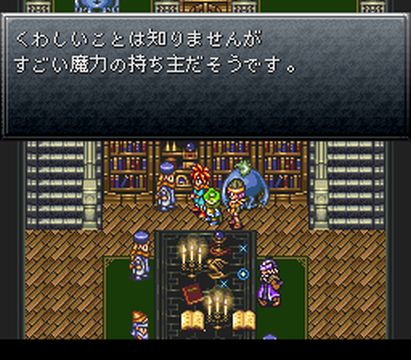 くわしいことは知りませんが
すごい魔力の持ち主だそうです。